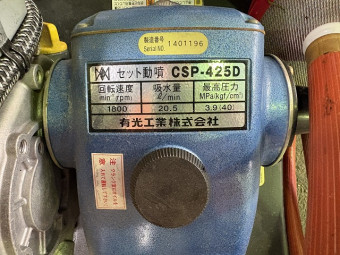 製造番号
Serial NO. 1401196
セット動噴 CSP-425D
回転速度 吸水量 最高圧力
min⁻¹{rpm} ℓ/min MPa{kgf/cm²}
1800 20.5 3.9{40}
有光工業株式会社
注意